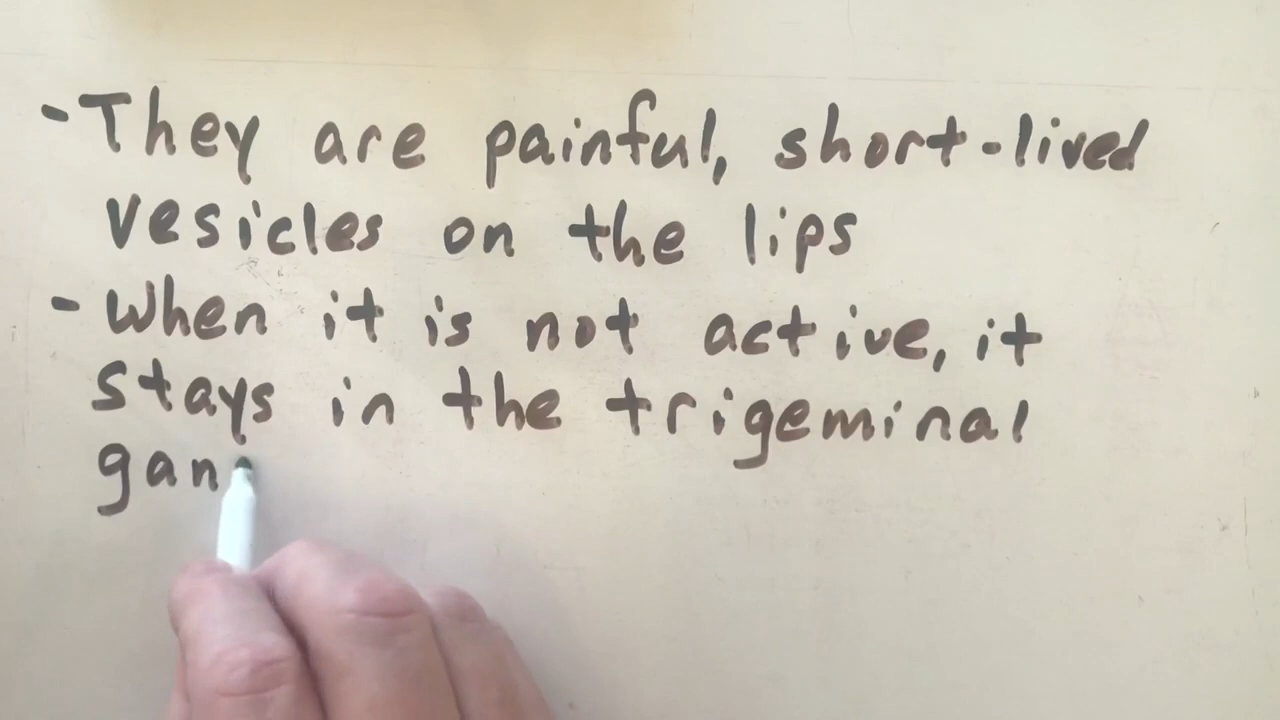 - They are painful, short-lived
vesicles on the lips
- When it is not active, it
stays in the trigeminal
gan